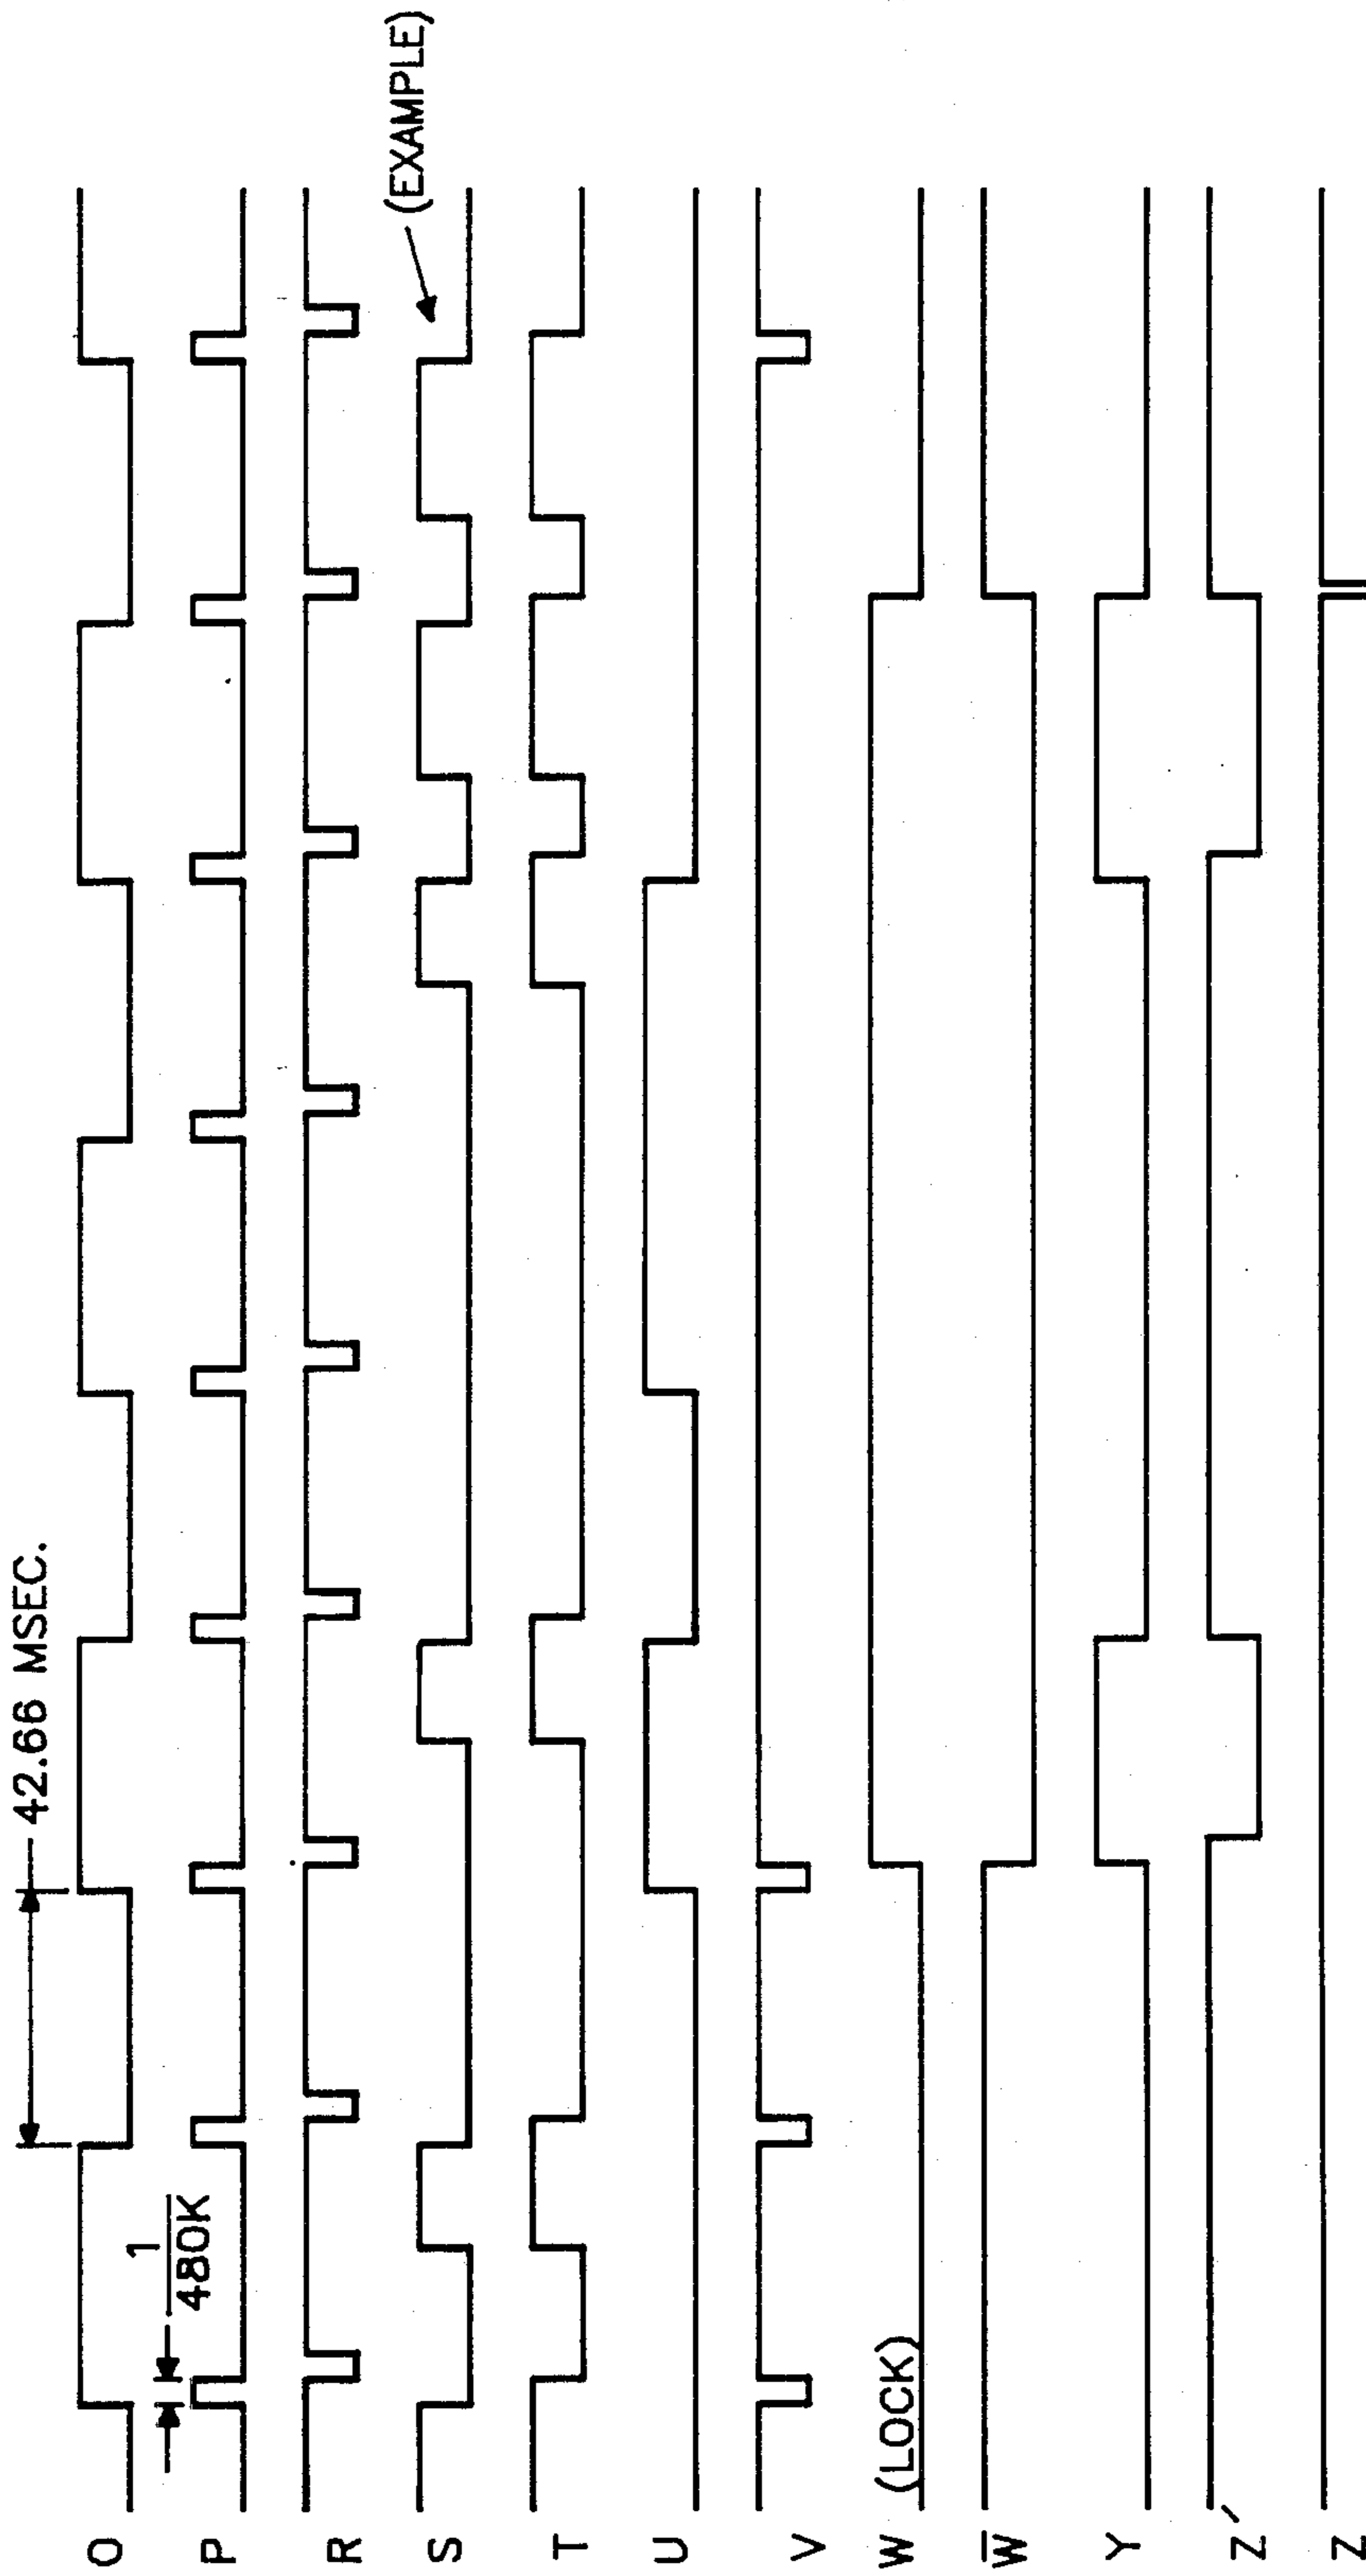 42.66 MSEC.
O
1
480K
P
R
(EXAMPLE)
S
T
U
V
(LOCK)
W
W̅
Y
Z′
Z